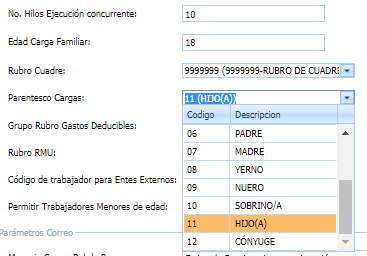 No. Hilos Ejecución concurrente: 10
Edad Carga Familiar: 18
Rubro Cuadre: 9999999 (9999999-RUBRO DE CUADRE
Parentesco Cargas: 11 (HIJO(A))
Codigo Descripcion
Grupo Rubro Gastos Deducibles: 06 PADRE
07 MADRE
Rubro RMU: 08 YERNO
Código de trabajador para Entes Externos: 09 NUERO
10 SOBRINO/A
Permitir Trabajadores Menores de edad: 11 HIJO(A)
Parámetros Correo 12 CÓNYUGE